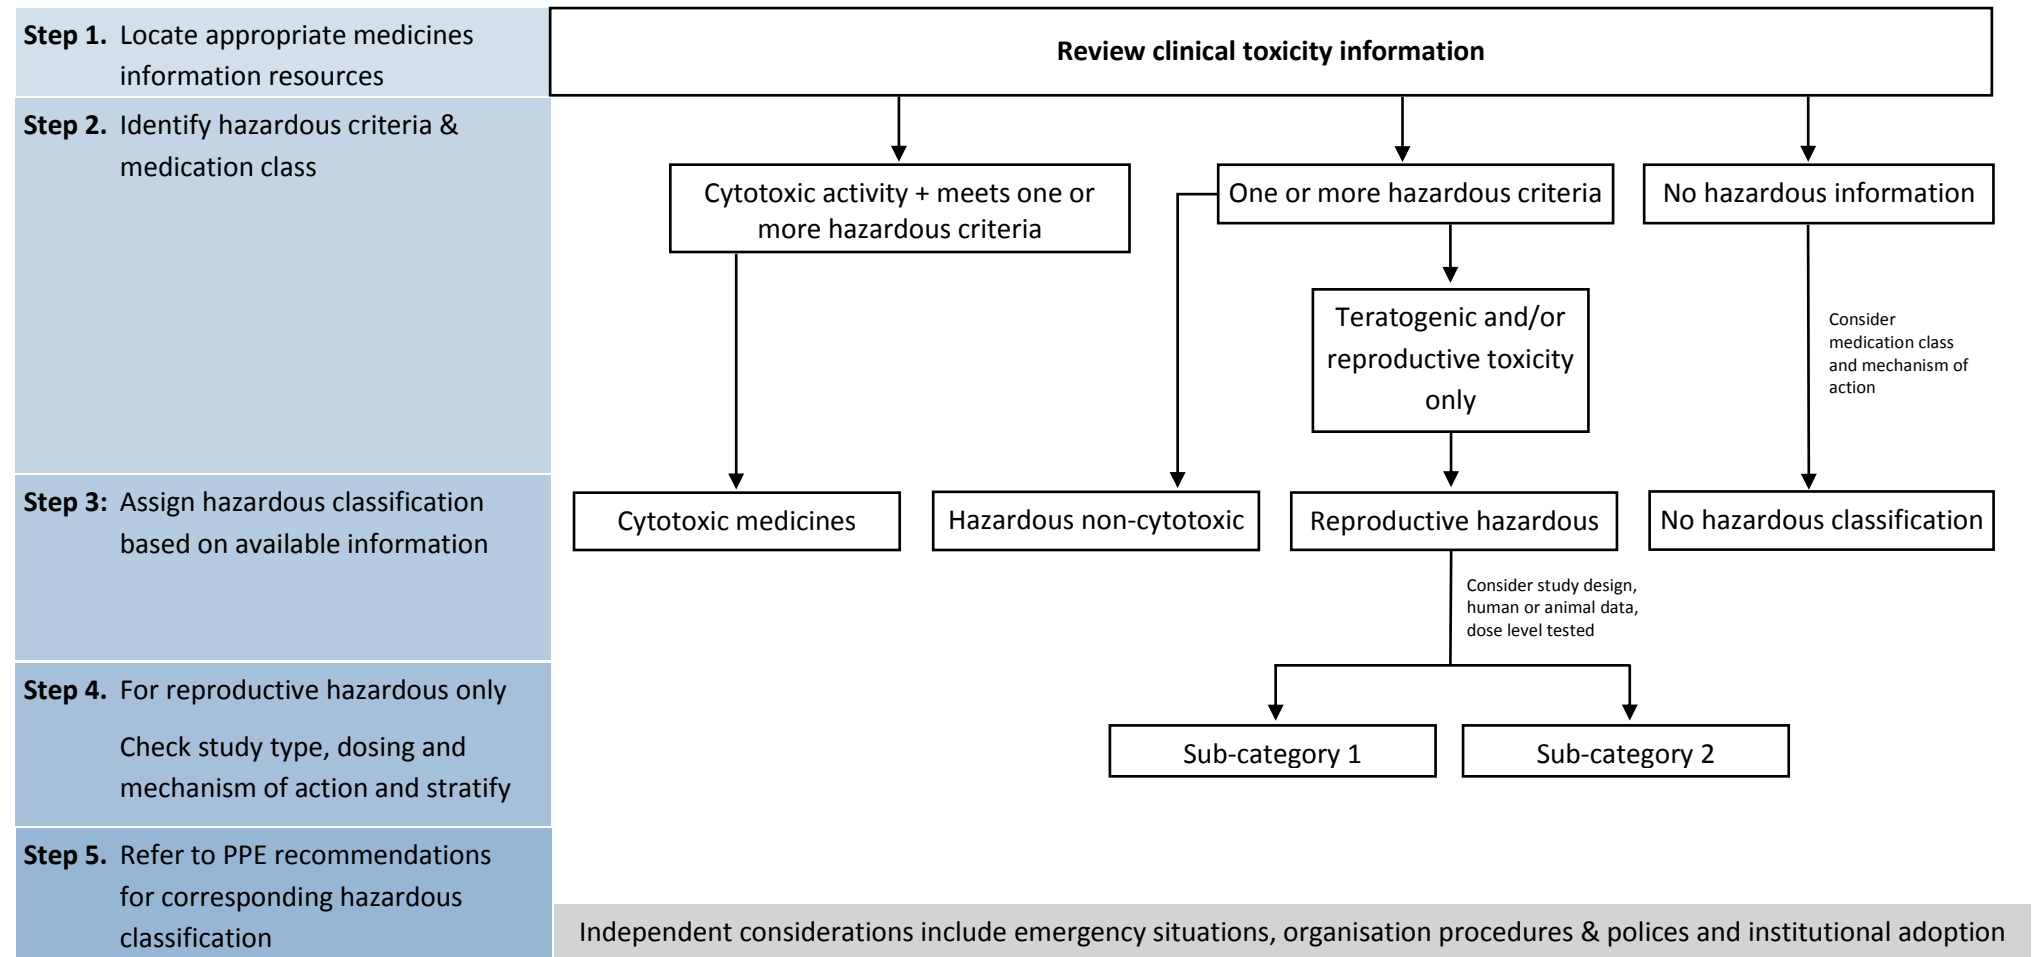 Step 1. Locate appropriate medicines
information resources
Review clinical toxicity information
Step 2. Identify hazardous criteria &
medication class
Cytotoxic activity + meets one or
more hazardous criteria
One or more hazardous criteria
No hazardous information
Teratogenic and/or
reproductive toxicity
only
Consider
medication class
and mechanism of
action
Step 3: Assign hazardous classification
based on available information
Cytotoxic medicines
Hazardous non-cytotoxic
Reproductive hazardous
No hazardous classification
Consider study design,
human or animal data,
dose level tested
Step 4. For reproductive hazardous only
Check study type, dosing and
mechanism of action and stratify
Sub-category 1
Sub-category 2
Step 5. Refer to PPE recommendations
for corresponding hazardous
classification
Independent considerations include emergency situations, organisation procedures & polices and institutional adoption